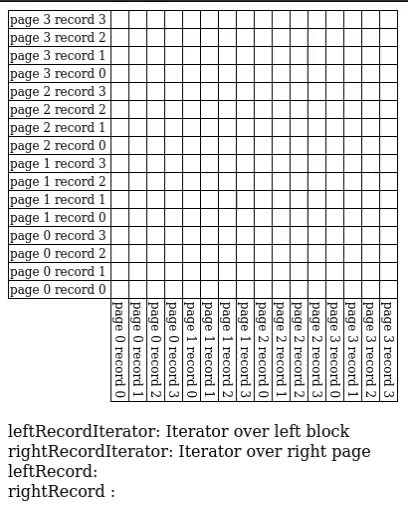 page 3 record 3
page 3 record 2
page 3 record 1
page 3 record 0
page 2 record 3
page 2 record 2
page 2 record 1
page 2 record 0
page 1 record 3
page 1 record 2
page 1 record 1
page 1 record 0
page 0 record 3
page 0 record 2
page 0 record 1
page 0 record 0
page 0 record 0
page 0 record 1
page 0 record 2
page 0 record 3
page 1 record 0
page 1 record 1
page 1 record 2
page 1 record 3
page 2 record 0
page 2 record 1
page 2 record 2
page 2 record 3
page 3 record 0
page 3 record 1
page 3 record 2
page 3 record 3
leftRecordIterator: Iterator over left block
rightRecordIterator: Iterator over right page
leftRecord:
rightRecord :